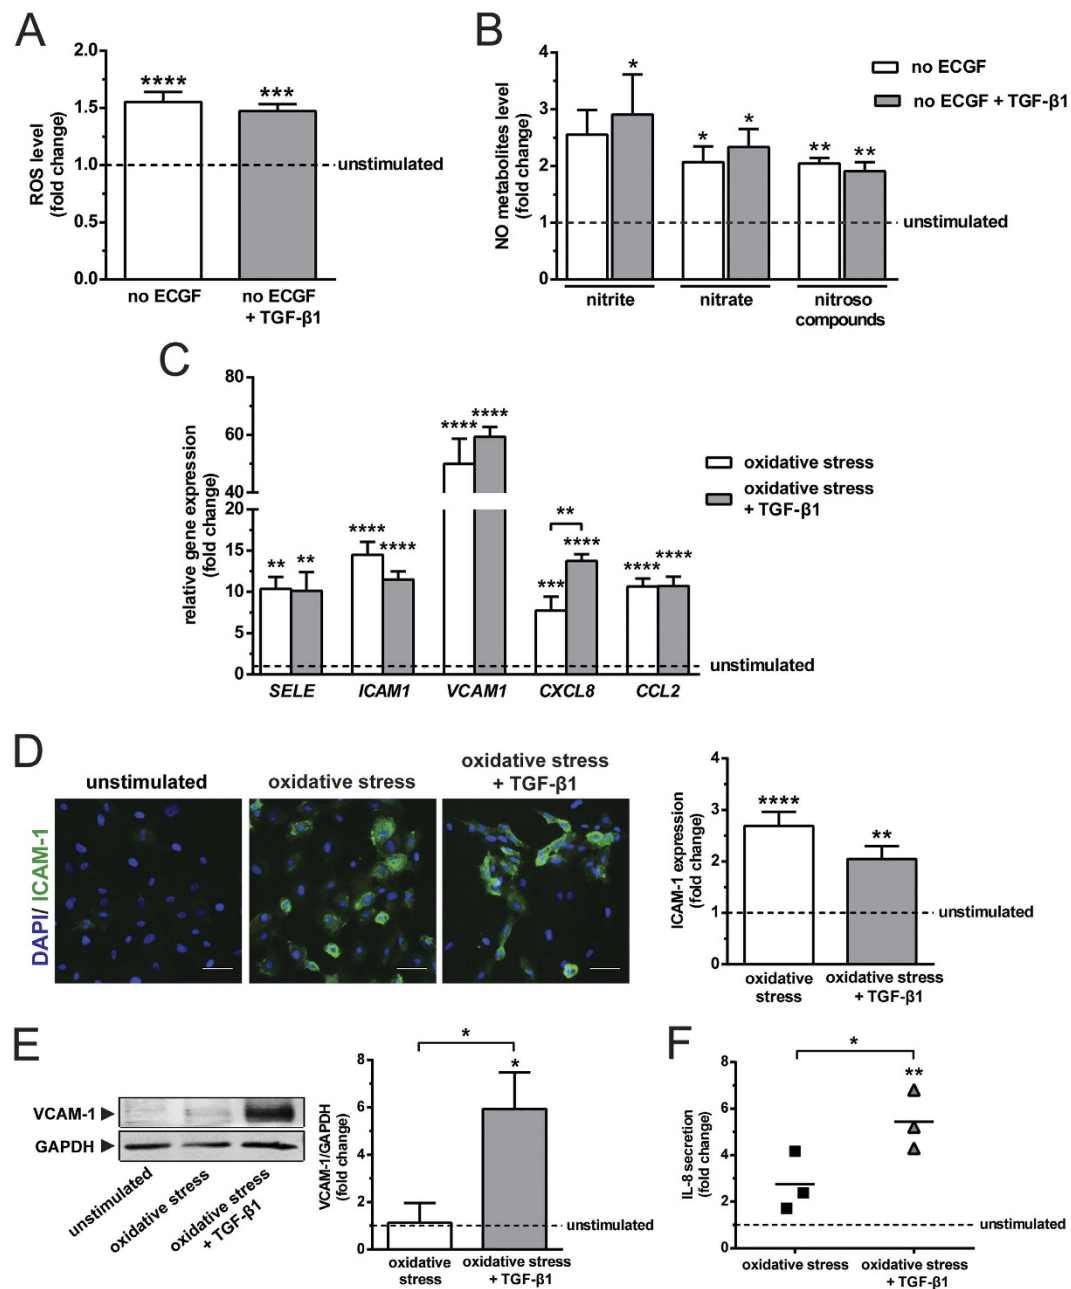 A
2.0
1.5
1.0
0.5
0.0
ROS level
(fold change)
****
***
unstimulated
no ECGF
no ECGF
+ TGF-β1
B
4
3
2
1
0
NO metabolites level
(fold change)
*
*
*
**
**
no ECGF
no ECGF + TGF-β1
unstimulated
nitrite
nitrate
nitroso
compounds
C
80
60
40
20
15
10
5
0
relative gene expression
(fold change)
**
**
****
****
****
****
**
***
****
****
****
oxidative stress
oxidative stress
+ TGF-β1
unstimulated
SELE
ICAM1
VCAM1
CXCL8
CCL2
D
unstimulated
oxidative stress
oxidative stress
+ TGF-β1
DAPI/ ICAM-1
4
3
2
1
0
ICAM-1 expression
(fold change)
****
**
unstimulated
oxidative
stress
oxidative stress
+ TGF-β1
E
VCAM-1
GAPDH
unstimulated
oxidative stress
oxidative stress
+ TGF-β1
8
6
4
2
0
VCAM-1/GAPDH
(fold change)
*
*
unstimulated
oxidative
stress
oxidative stress
+ TGF-β1
F
8
6
4
2
0
IL-8 secretion
(fold change)
*
**
unstimulated
oxidative stress
oxidative stress
+ TGF-β1